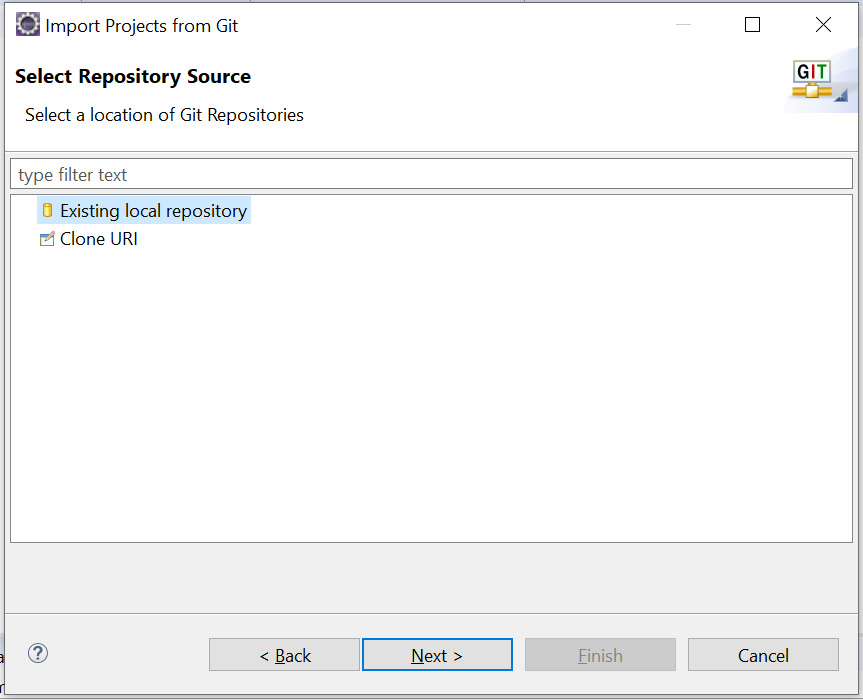 Import Projects from Git
Select Repository Source
Select a location of Git Repositories
GIT
type filter text
Existing local repository
Clone URI
?
< Back
Next >
Finish
Cancel